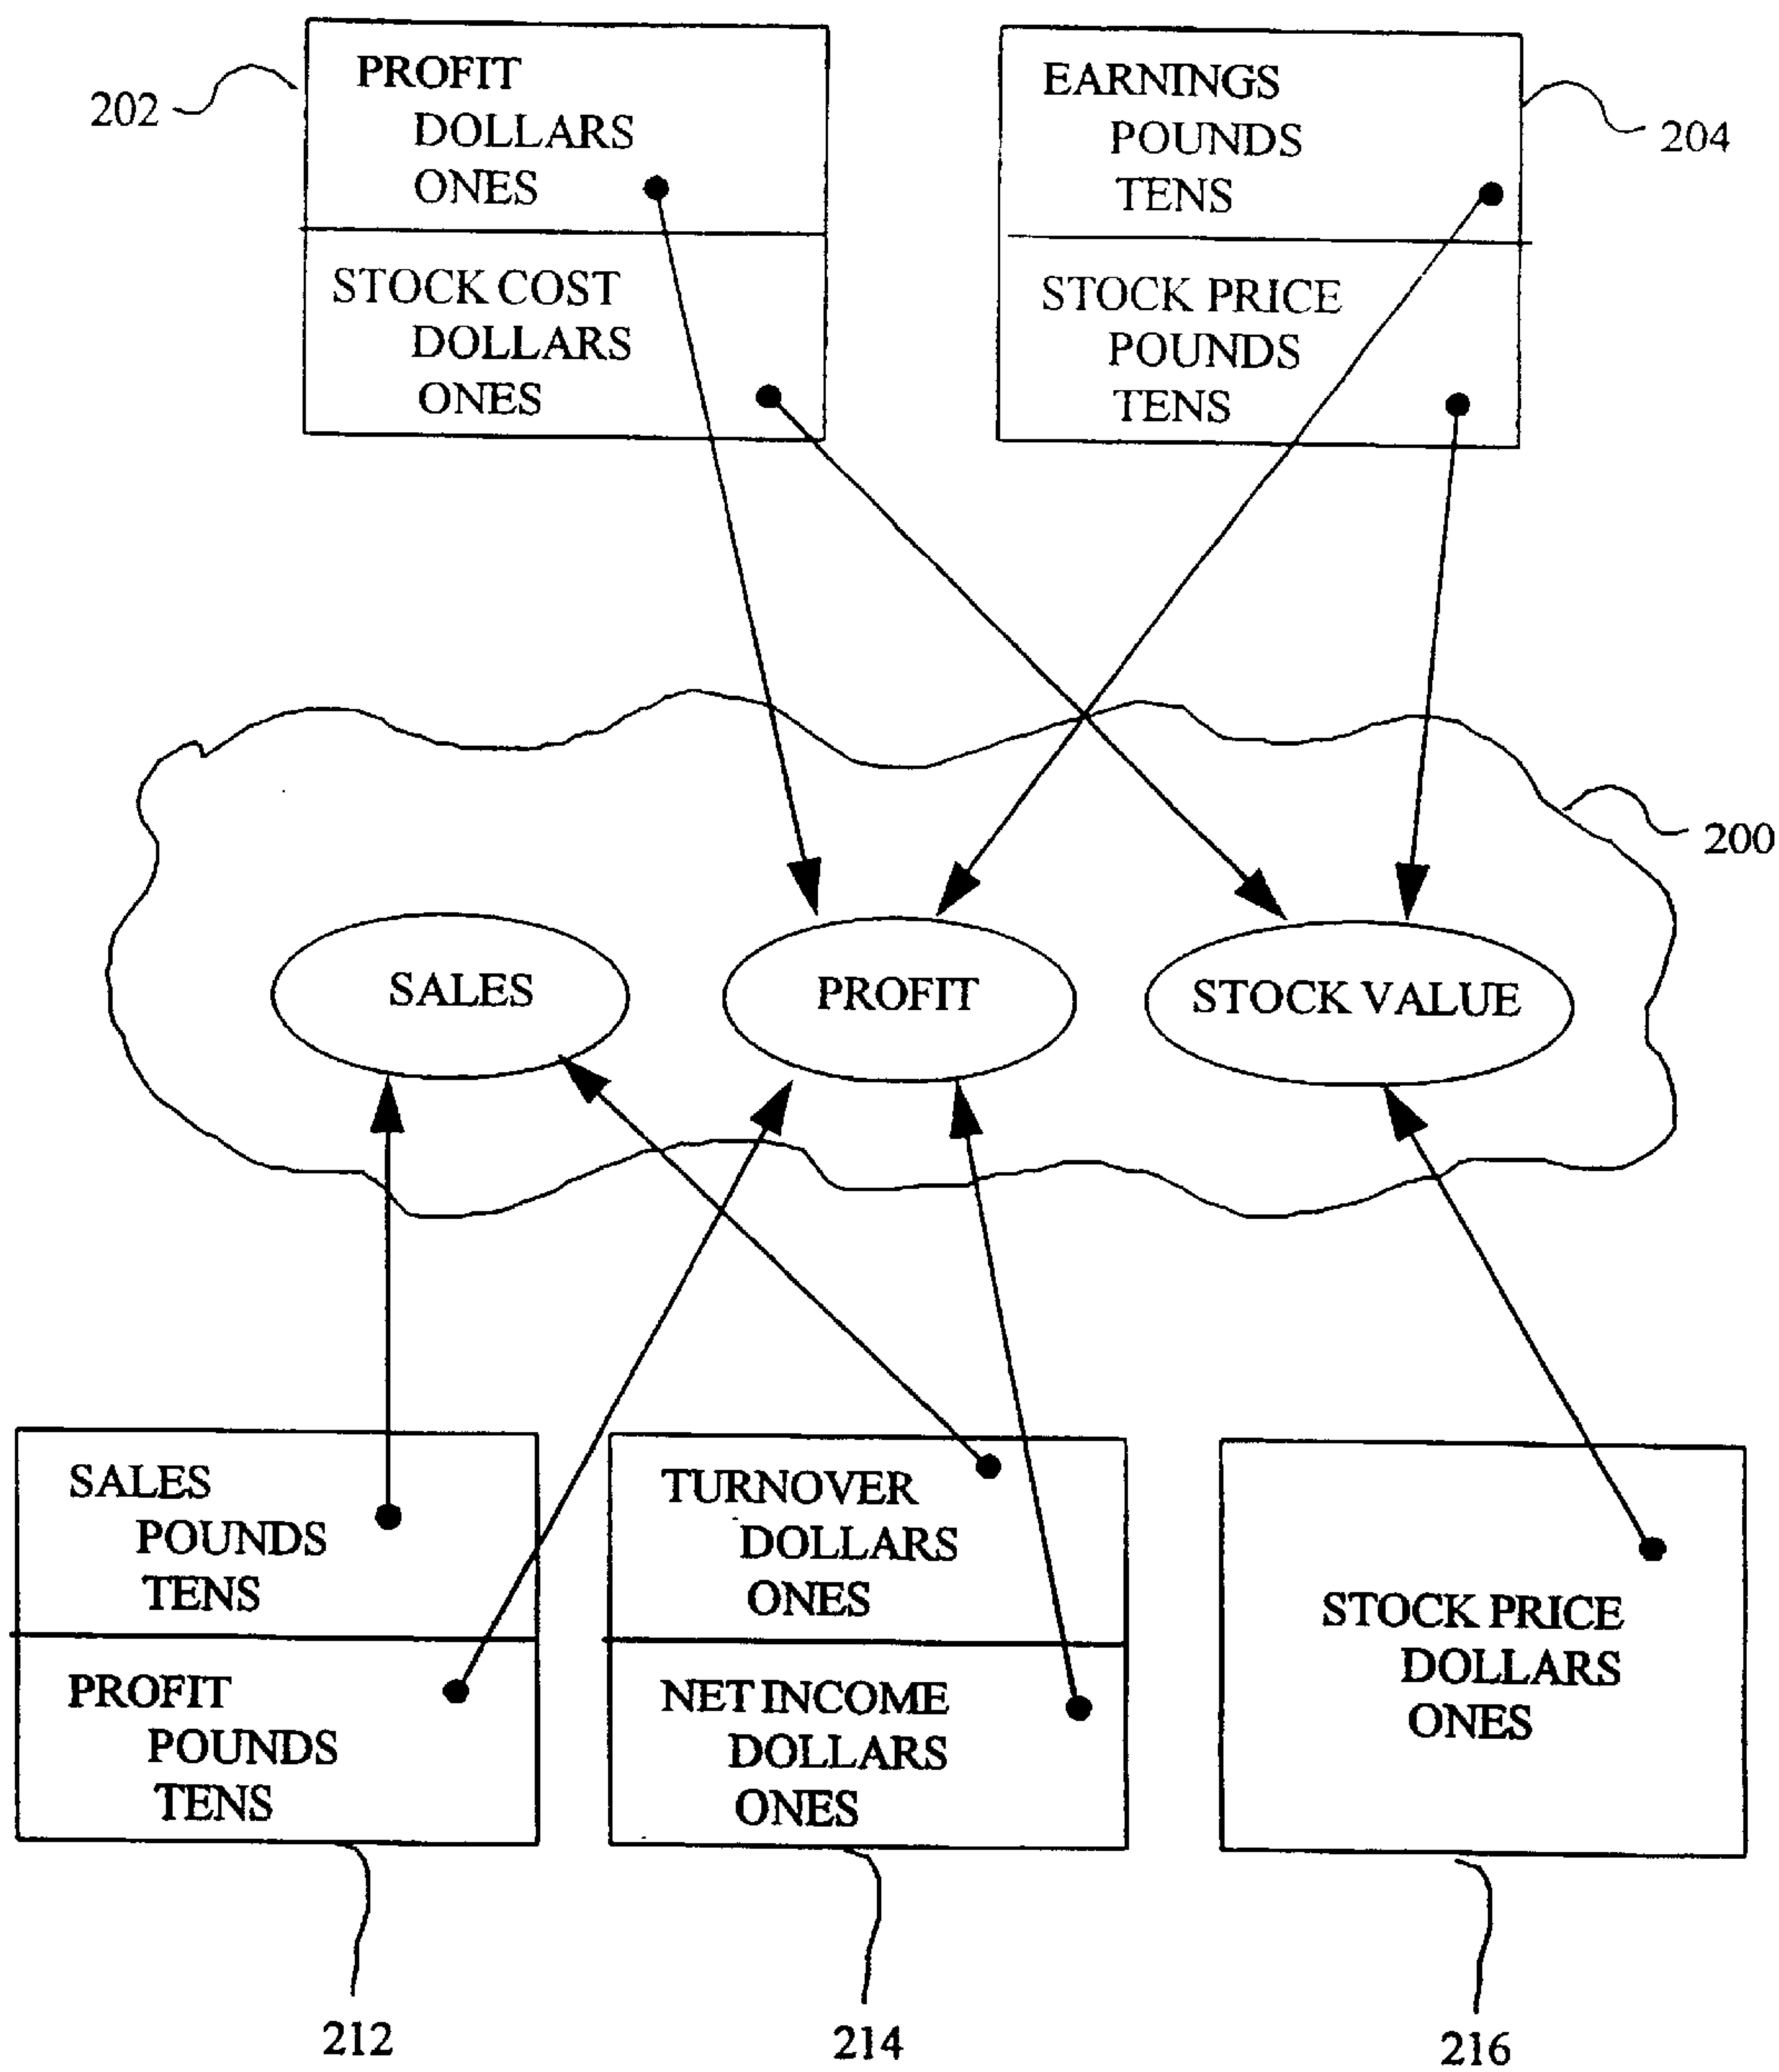 202
PROFIT
DOLLARS
ONES
STOCK COST
DOLLARS
ONES
EARNINGS
POUNDS
TENS
STOCK PRICE
POUNDS
TENS
204
200
SALES
PROFIT
STOCK VALUE
SALES
POUNDS
TENS
PROFIT
POUNDS
TENS
TURNOVER
DOLLARS
ONES
NET INCOME
DOLLARS
ONES
STOCK PRICE
DOLLARS
ONES
212
214
216